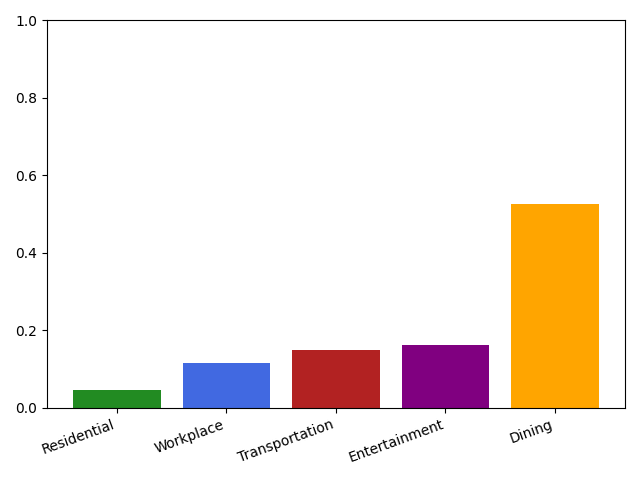 1.0
0.8
0.6
0.4
0.2
0.0
Residential
Workplace
Transportation
Entertainment
Dining